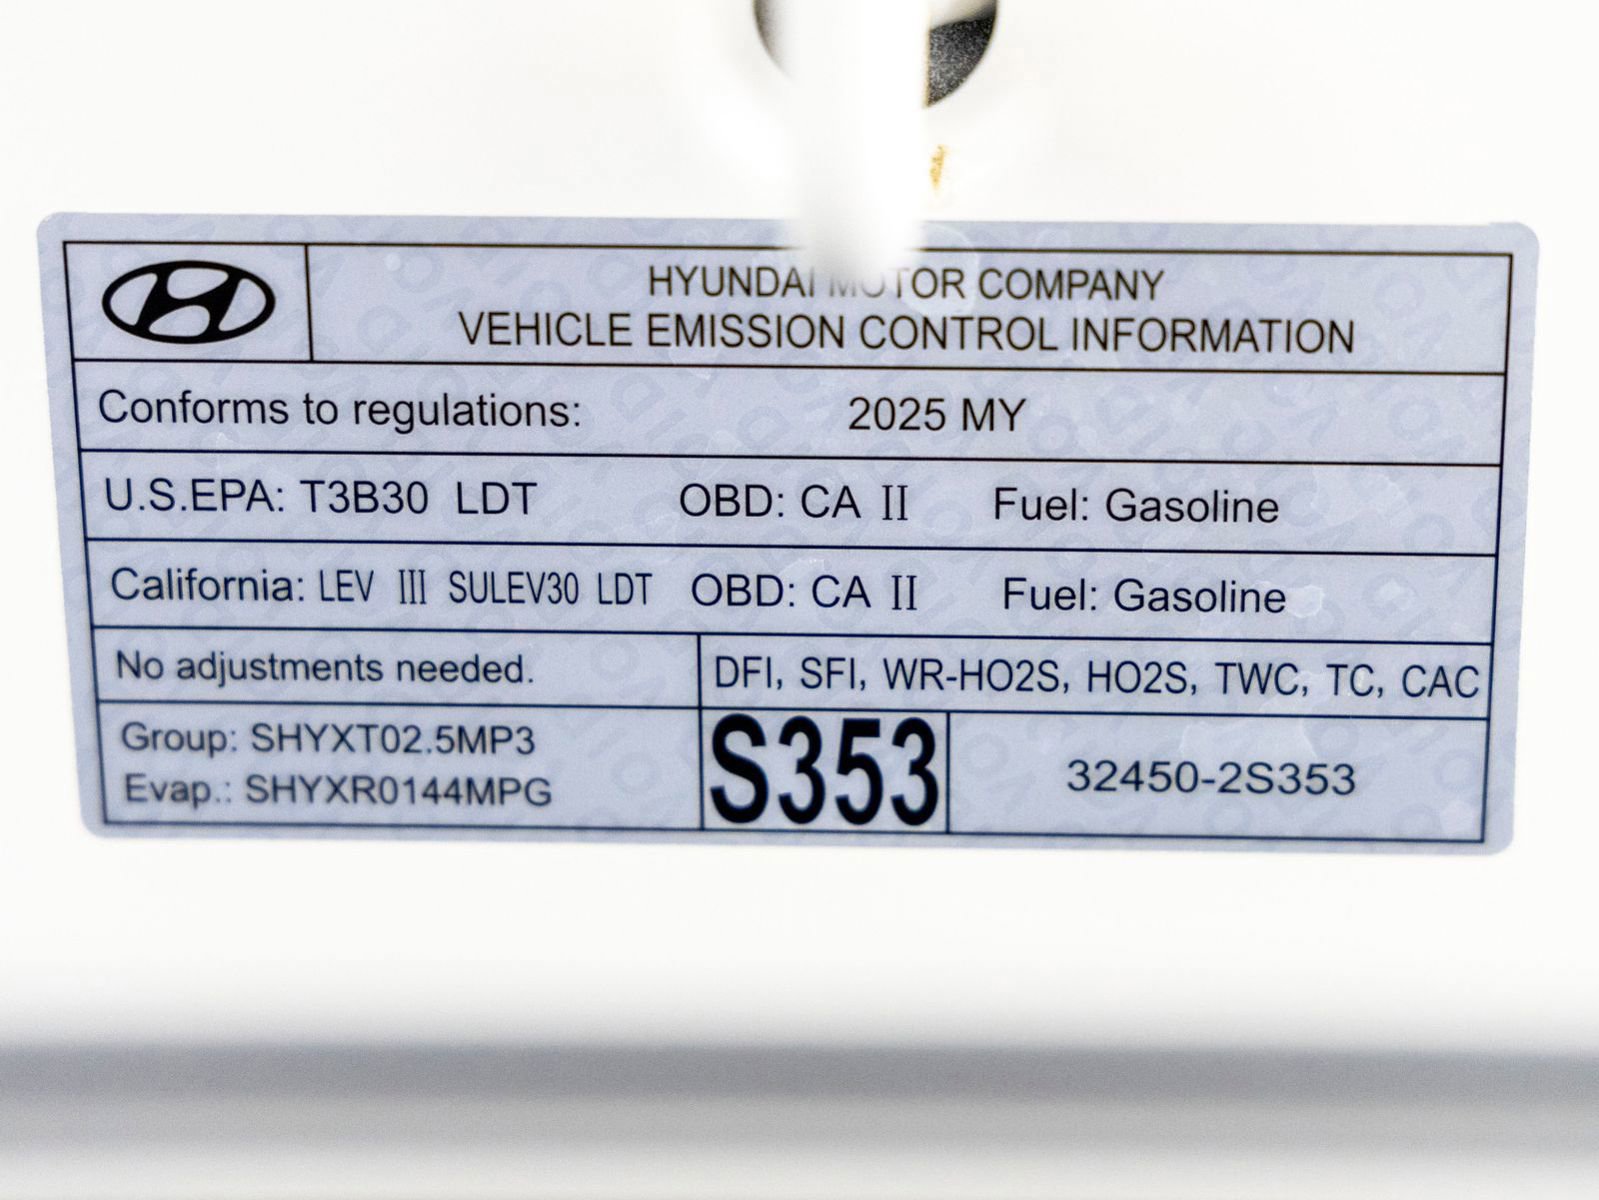 HYUNDAI MOTOR COMPANY
VEHICLE EMISSION CONTROL INFORMATION
Conforms to regulations: 2025 MY
U.S.EPA: T3B30 LDT OBD: CA II Fuel: Gasoline
California: LEV III SULEV30 LDT OBD: CA II Fuel: Gasoline
No adjustments needed.
DFI, SFI, WR-HO2S, HO2S, TWC, TC, CAC
Group: SHYXT02.5MP3
Evap.: SHYXR0144MPG
S353
32450-2S353